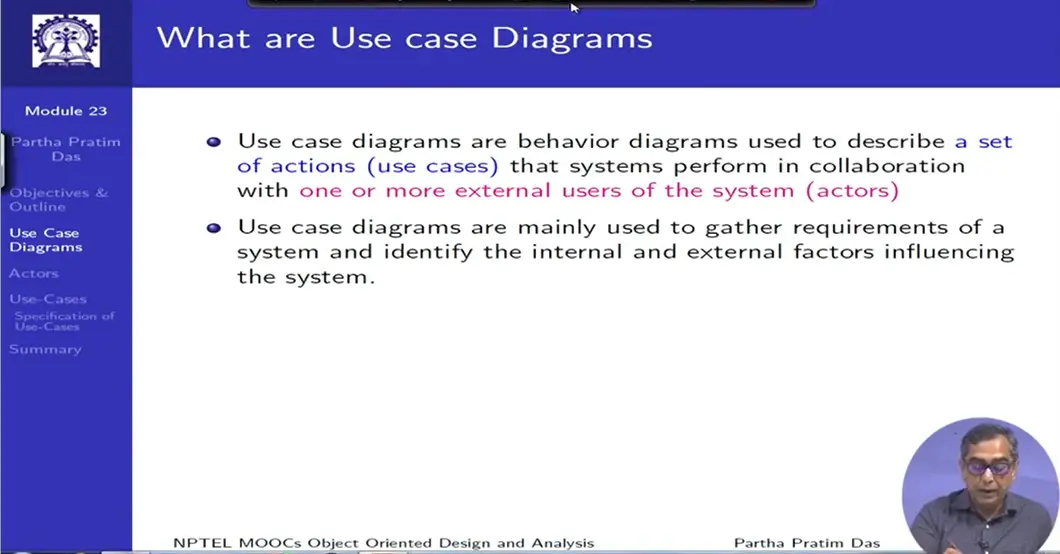 What are Use case Diagrams
Module 23
Partha Pratim
Das
Objectives &
Outline
Use Case
Diagrams
Actors
Use-Cases
Specification of
Use-Cases
Summary
Use case diagrams are behavior diagrams used to describe a set
of actions (use cases) that systems perform in collaboration
with one or more external users of the system (actors)
Use case diagrams are mainly used to gather requirements of a
system and identify the internal and external factors influencing
the system.
NPTEL MOOCs Object Oriented Design and Analysis
Partha Pratim Das